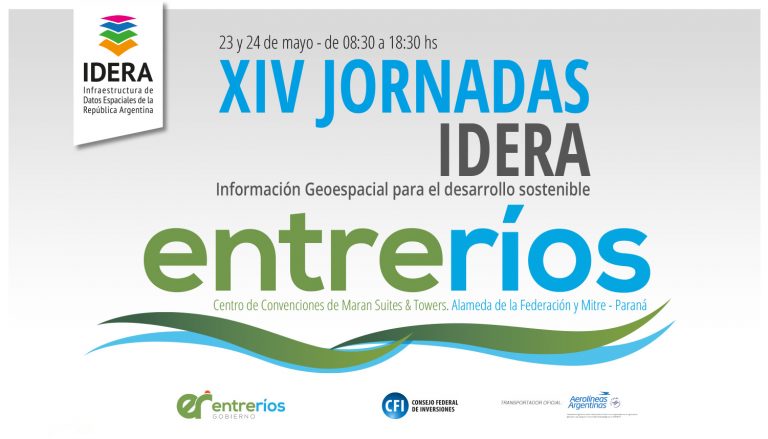 IDERA
Infraestructura de
Datos Espaciales de la
República Argentina
23 y 24 de mayo - de 08:30 a 18:30 hs
XIV JORNADAS
IDERA
Información Geoespacial para el desarrollo sostenible
entreríos
Centro de Convenciones de Maran Suites & Towers. Alameda de la Federación y Mitre - Paraná
er entreríos
GOBIERNO
CFI
CONSEJO FEDERAL
DE INVERSIONES
TRANSPORTADOR OFICIAL
Aerolíneas
Argentinas